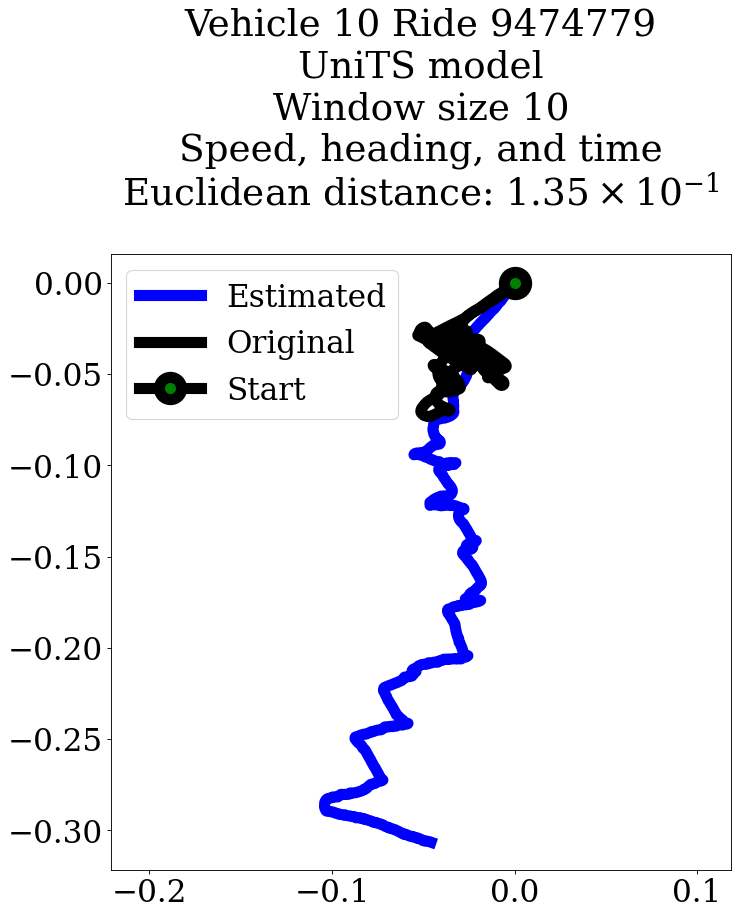 Vehicle 10 Ride 9474779
UniTS model
Window size 10
Speed, heading, and time
Euclidean distance: 1.35 × 10⁻¹
Estimated
Original
Start
0.00
−0.05
−0.10
−0.15
−0.20
−0.25
−0.30
−0.2 −0.1 0.0 0.1